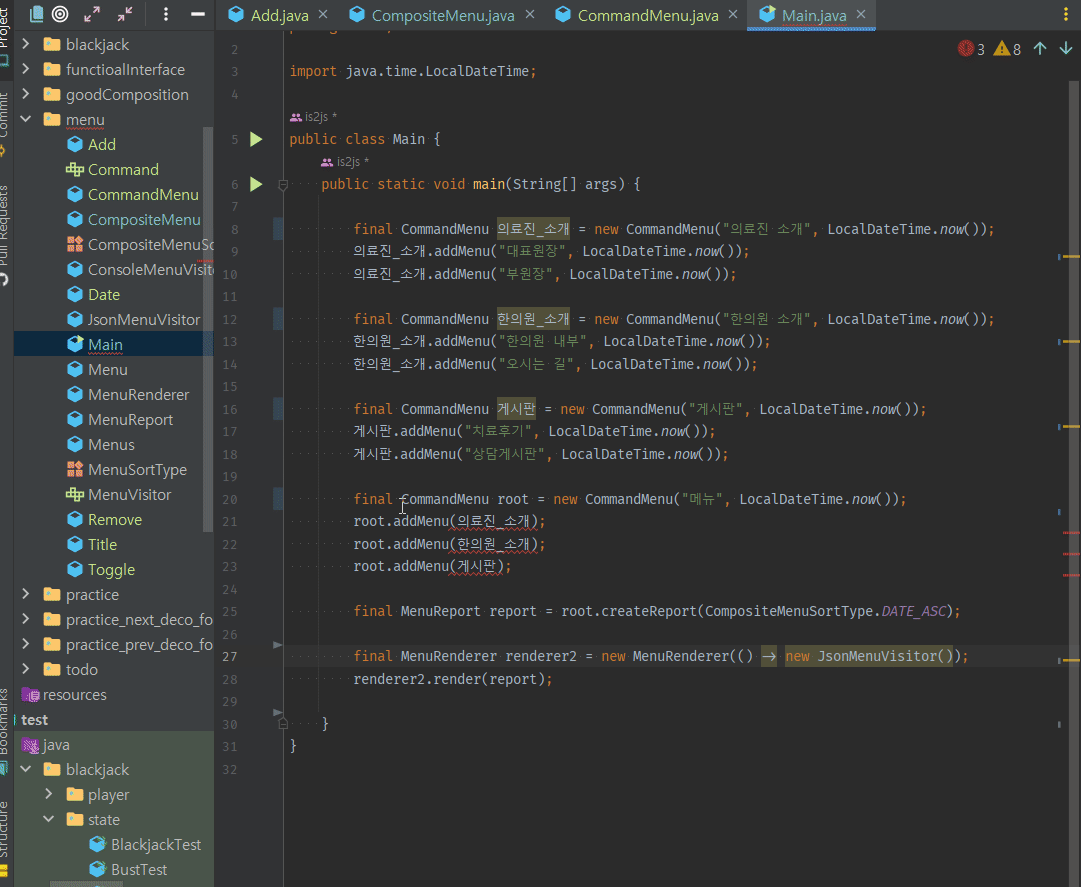 Project
Commit
Pull Requests
Bookmarks
Structure
blackjack
functioallnterface
goodComposition
menu
Add
Command
CommandMenu
CompositeMenu
CompositeMenuSc
ConsoleMenuVisit
Date
JsonMenuVisitor
Main
Menu
MenuRenderer
MenuReport
Menus
MenuSortType
MenuVisitor
Remove
Title
Toggle
practice
practice_next_deco_fo
practice_prev_deco_fo
todo
resources
test
java
blackjack
player
state
BlackjackTest
BustTest
Add.java CompositeMenu.java CommandMenu.java Main.java
3 8
2
3 import java.time.LocalDateTime;
4
is2js *
5 public class Main {
is2js *
6 public static void main(String[] args) {
7
8 final CommandMenu 의료진_소개 = new CommandMenu("의료진 소개", LocalDateTime.now());
9 의료진_소개.addMenu("대표원장", LocalDateTime.now());
10 의료진_소개.addMenu("부원장", LocalDateTime.now());
11
12 final CommandMenu 한의원_소개 = new CommandMenu("한의원 소개", LocalDateTime.now());
13 한의원_소개.addMenu("한의원 내부", LocalDateTime.now());
14 한의원_소개.addMenu("오시는 길", LocalDateTime.now());
15
16 final CommandMenu 게시판 = new CommandMenu("게시판", LocalDateTime.now());
17 게시판.addMenu("치료후기", LocalDateTime.now());
18 게시판.addMenu("상담게시판", LocalDateTime.now());
19
20 final CommandMenu root = new CommandMenu("메뉴", LocalDateTime.now());
21 root.addMenu(의료진_소개);
22 root.addMenu(한의원_소개);
23 root.addMenu(게시판);
24
25 final MenuReport report = root.createReport(CompositeMenuSortType.DATE_ASC);
26
27 final MenuRenderer renderer2 = new MenuRenderer(() → new JsonMenuVisitor());
28 renderer2.render(report);
29
30 }
31 }
32